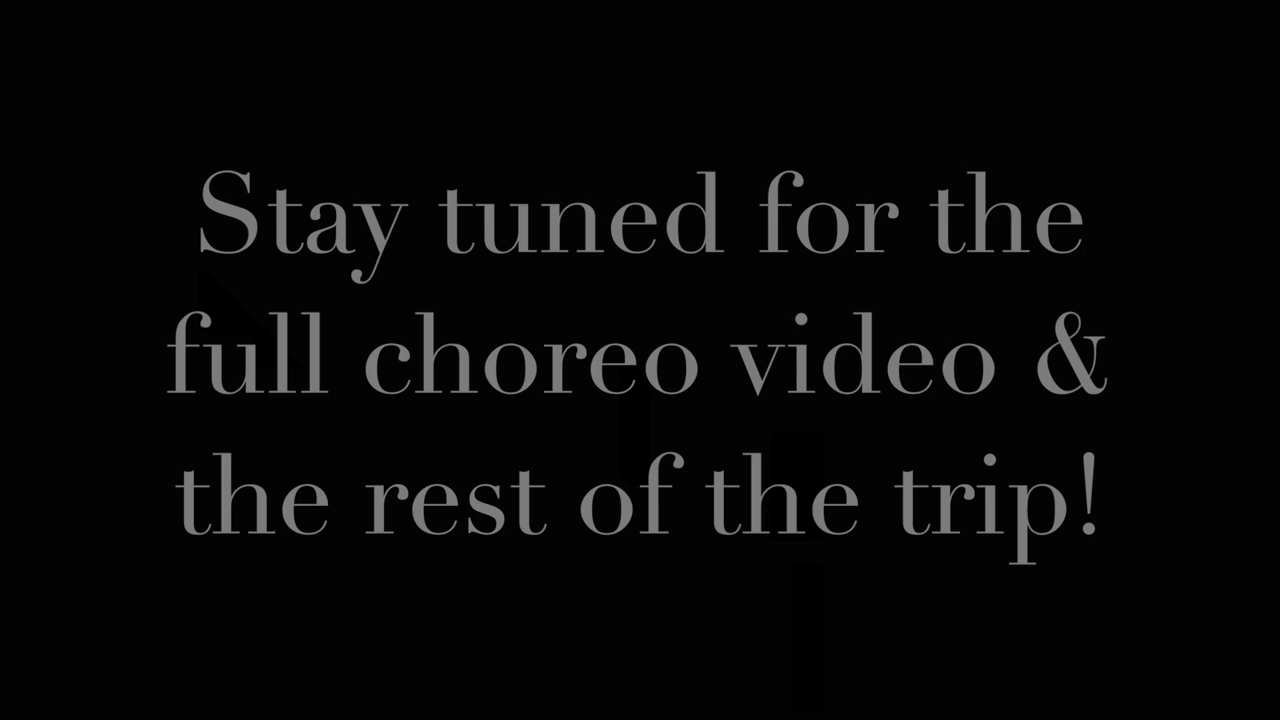 Stay tuned for the
full choreo video &
the rest of the trip!